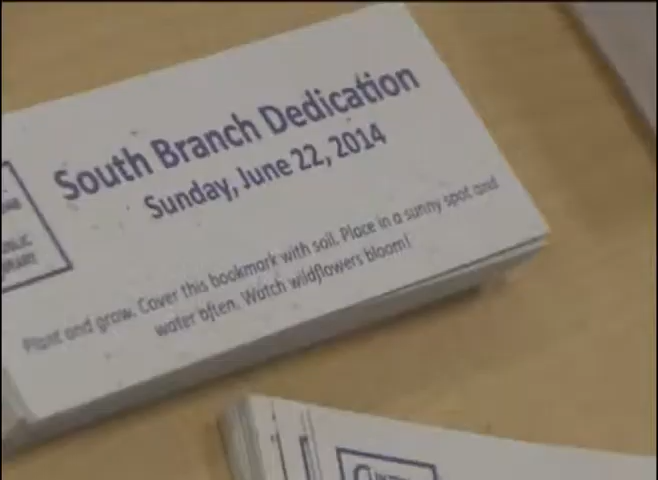 South Branch Dedication
Sunday, June 22, 2014
Plant and grow. Cover this bookmark with soil. Place in a sunny spot and
water often. Watch wildflowers bloom!